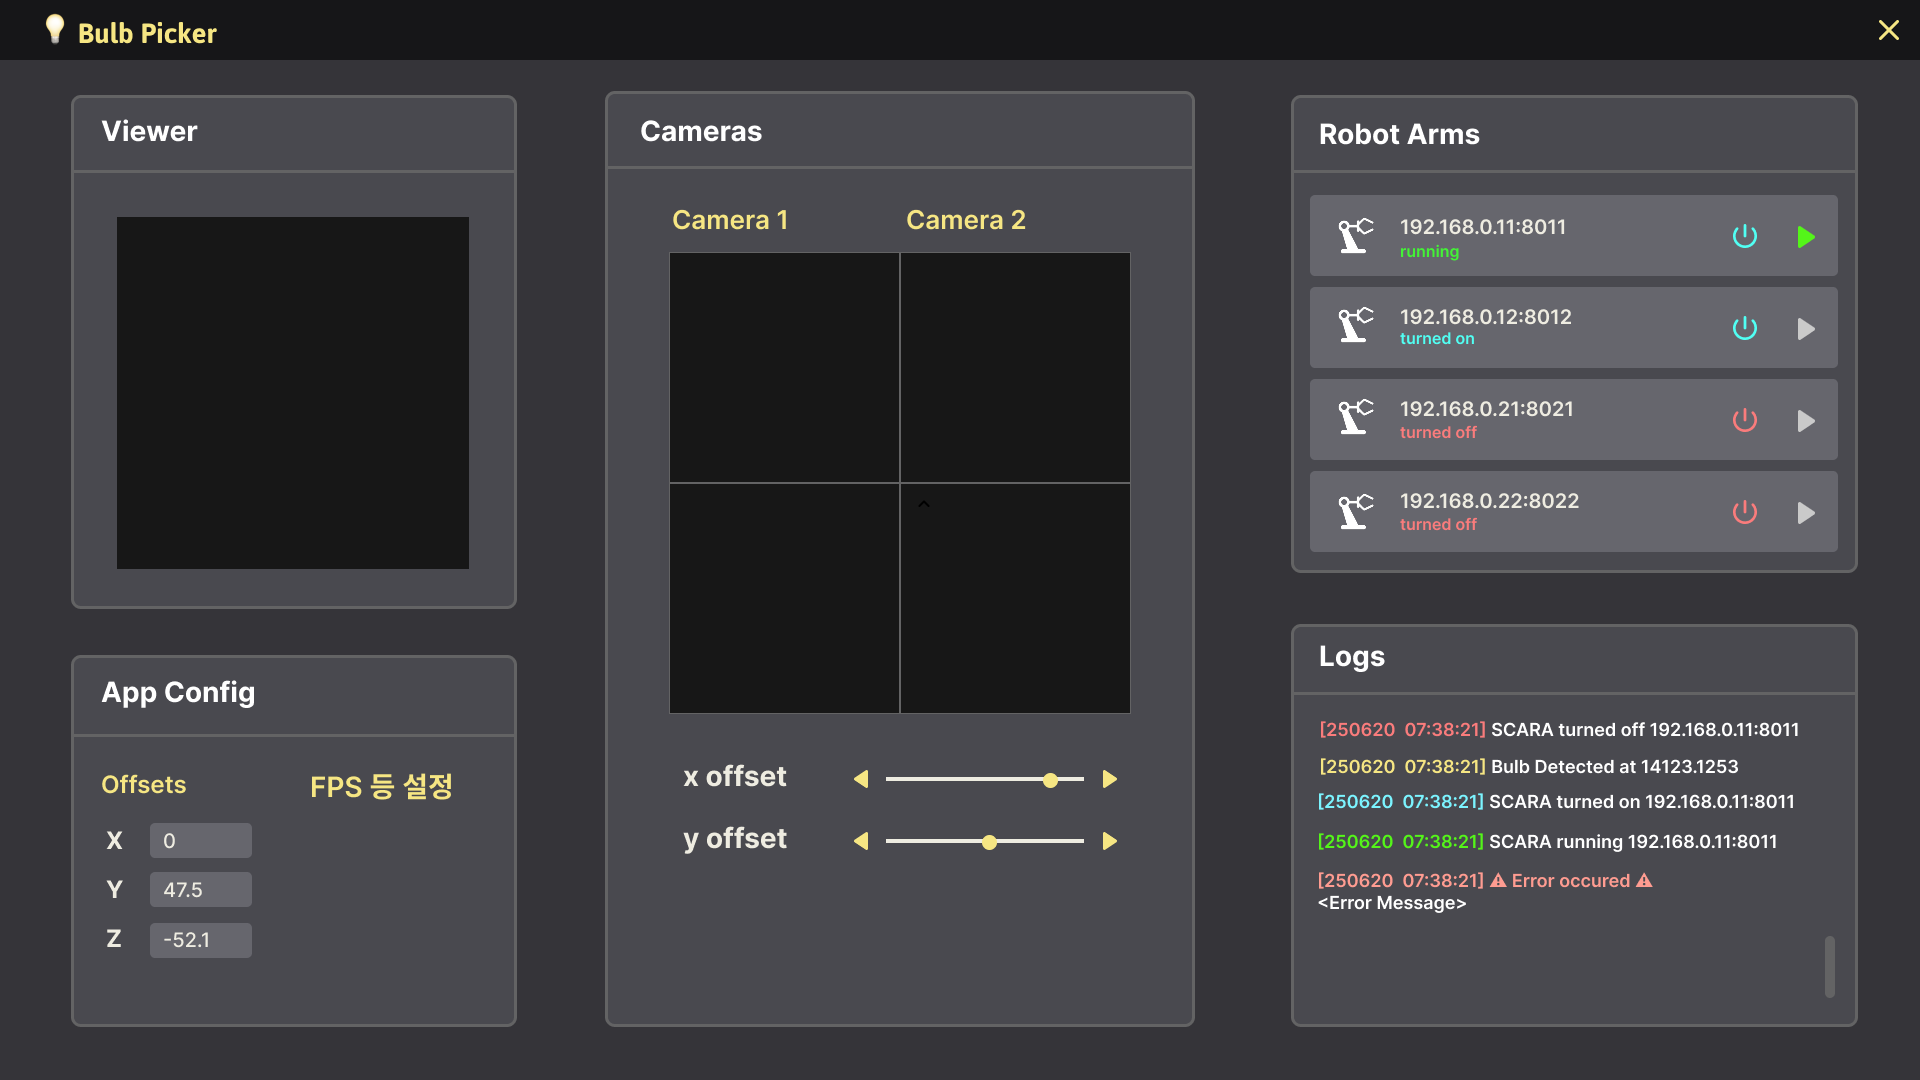 Bulb Picker
Viewer
App Config
Offsets
FPS 등 설정
X 0
Y 47.5
Z -52.1
Cameras
Camera 1
Camera 2
x offset
y offset
Robot Arms
192.168.0.11:8011
running
192.168.0.12:8012
turned on
192.168.0.21:8021
turned off
192.168.0.22:8022
turned off
Logs
[250620 07:38:21] SCARA turned off 192.168.0.11:8011
[250620 07:38:21] Bulb Detected at 14123.1253
[250620 07:38:21] SCARA turned on 192.168.0.11:8011
[250620 07:38:21] SCARA running 192.168.0.11:8011
[250620 07:38:21] ⚠ Error occured ⚠
<Error Message>